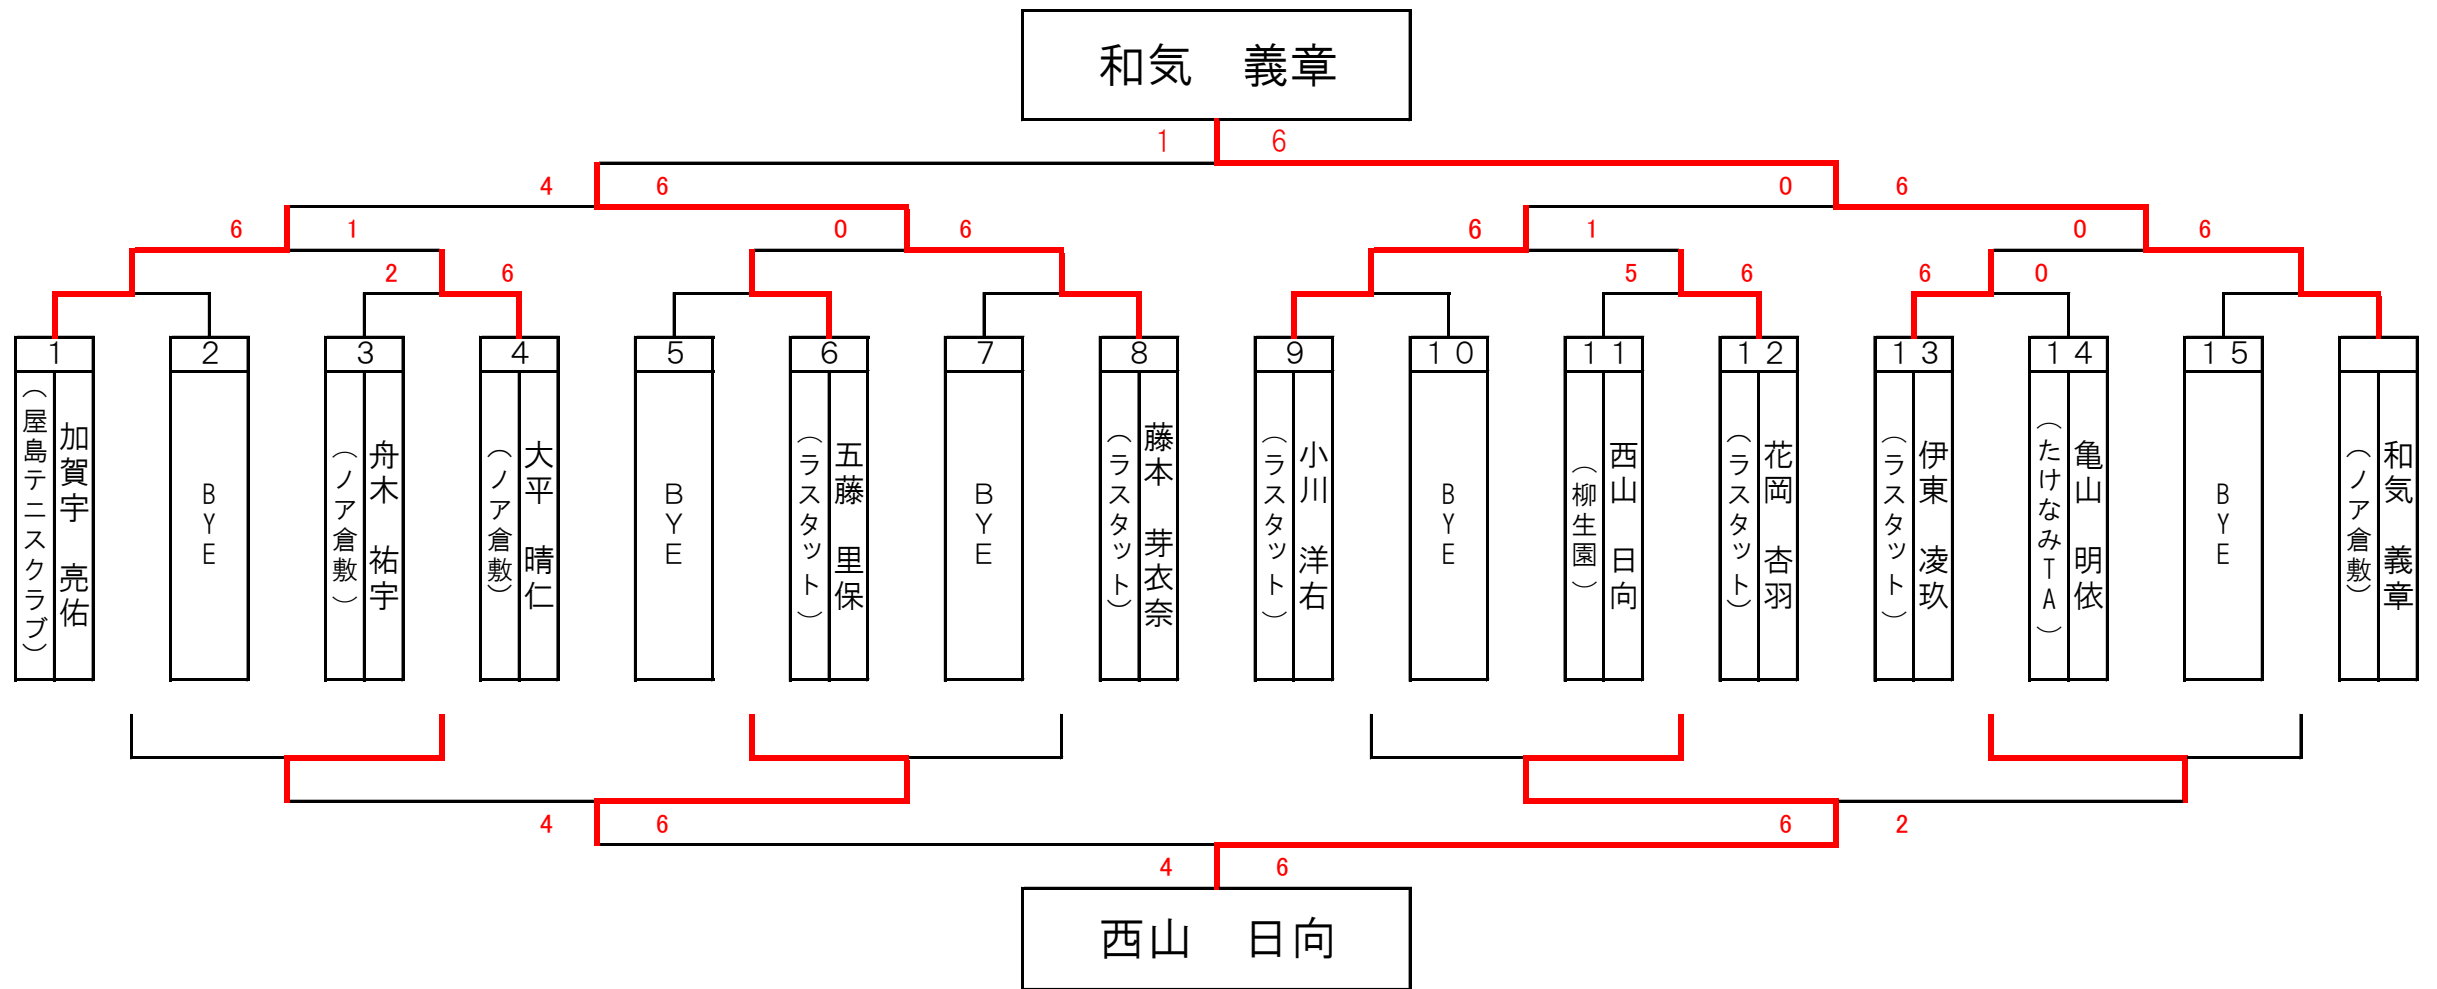 和気　義章
1 6
4 6 0 6
6 1 0 6 6 1 0 6
2 6 5 6 6 0
1 2 3 4 5 6 7 8 9 10 11 12 13 14 15
加賀宇　亮佑
（屋島テニスクラブ）
BYE
舟木　祐宇
（ノア倉敷）
大平　晴仁
（ノア倉敷）
BYE
五藤　里保
（ラスタット）
BYE
藤本　芽衣奈
（ラスタット）
小川　洋右
（ラスタット）
BYE
西山　日向
（柳生園）
花岡　杏羽
（ラスタット）
伊東　凌玖
（ラスタット）
亀山　明依
（たけなみTA）
BYE
和気　義章
（ノア倉敷）
4 6 6 2
4 6
西山　日向